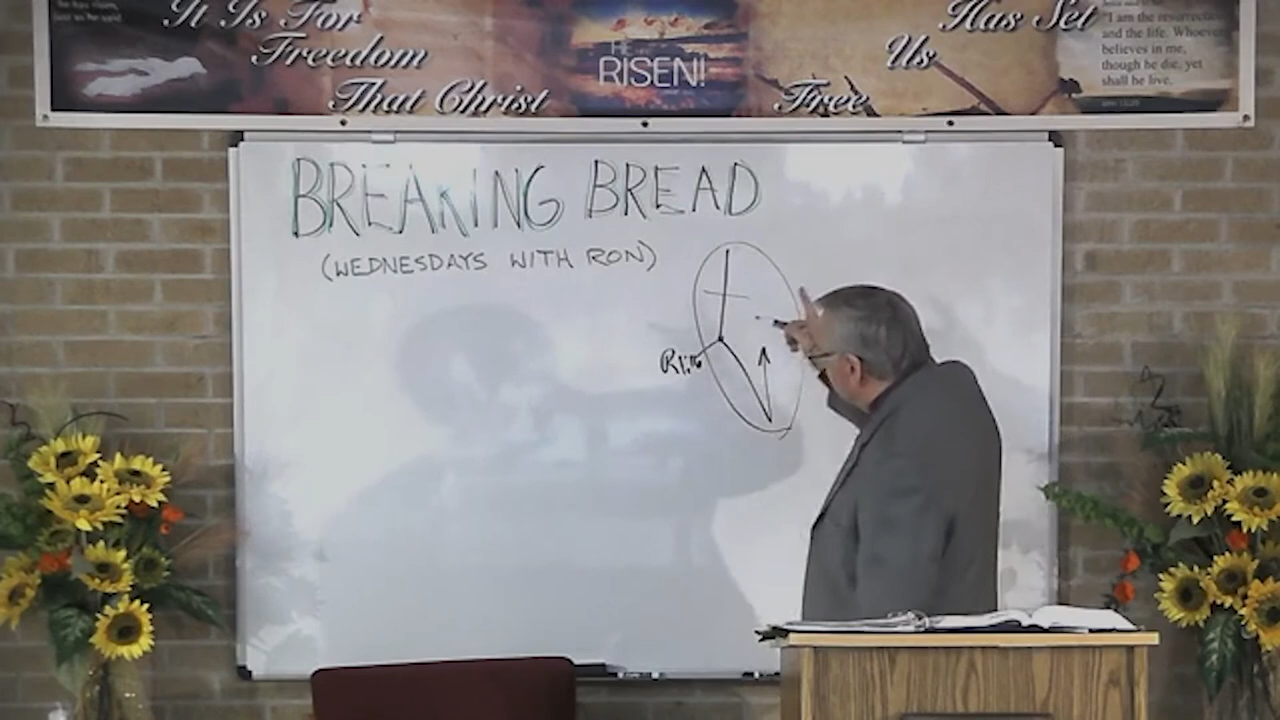 It Is For
Freedom
That Christ
HE
RISEN!
Has Set
Us
Free
"I am the resurrection
and the life. Whoever
believes in me,
though he die, yet
shall he live.
BREAKING BREAD
(WEDNESDAYS WITH RON)